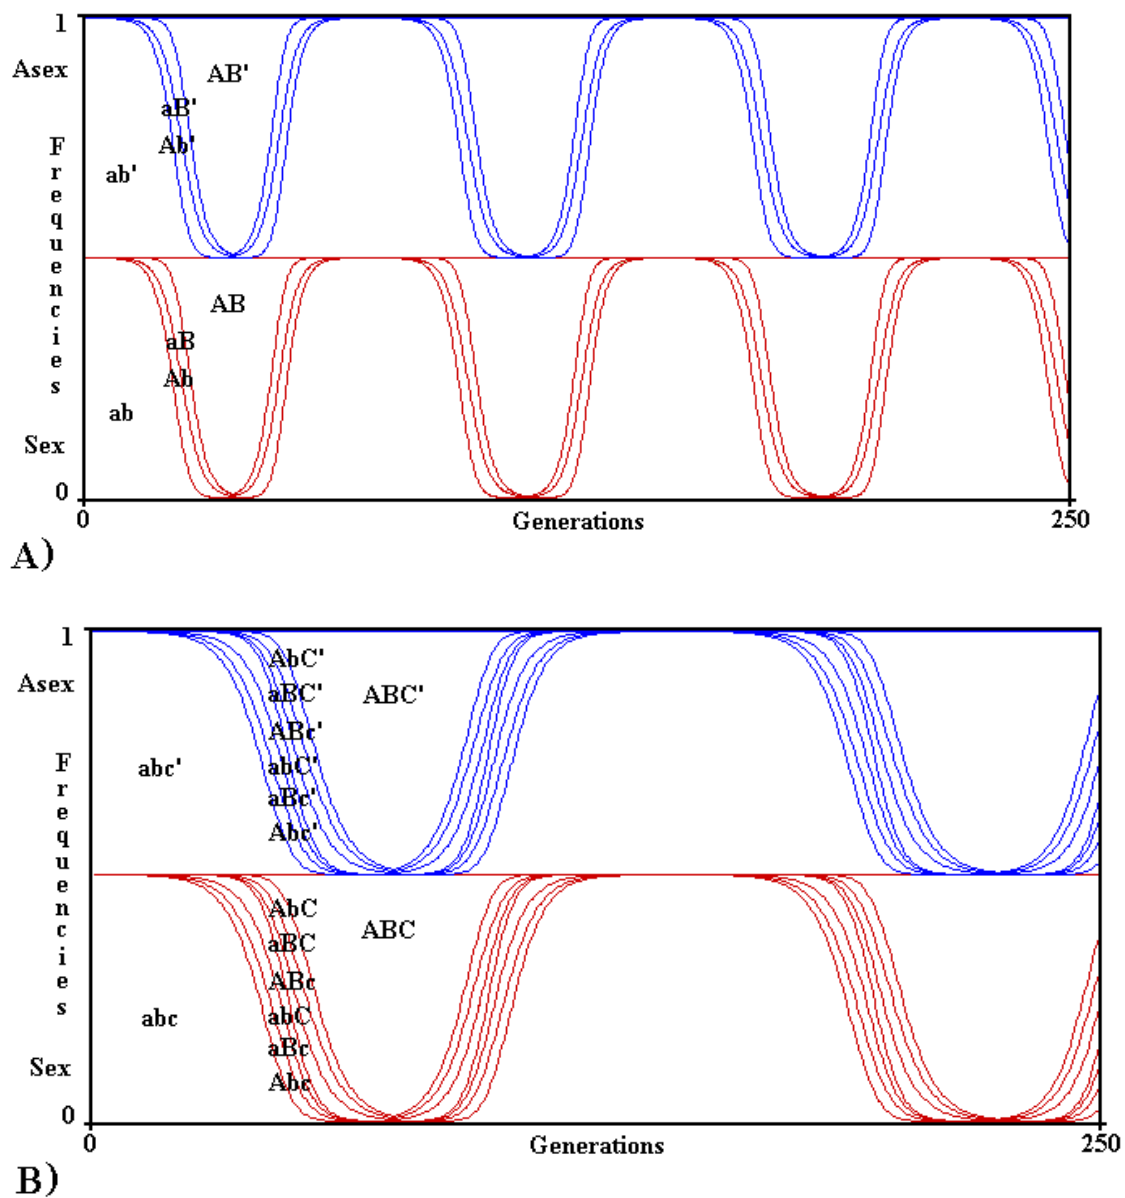 1
Asex
AB'
aB'
Ab'
ab'
Frequencies
AB
aB
Ab
ab
Sex
0
0
Generations
250
A)
1
Asex
AbC'
aBC'
ABC'
ABc'
abc'
abC'
aBc'
Abc'
Frequencies
AbC
ABC
aBC
ABc
abc
abC
aBc
Abc
Sex
0
0
Generations
250
B)